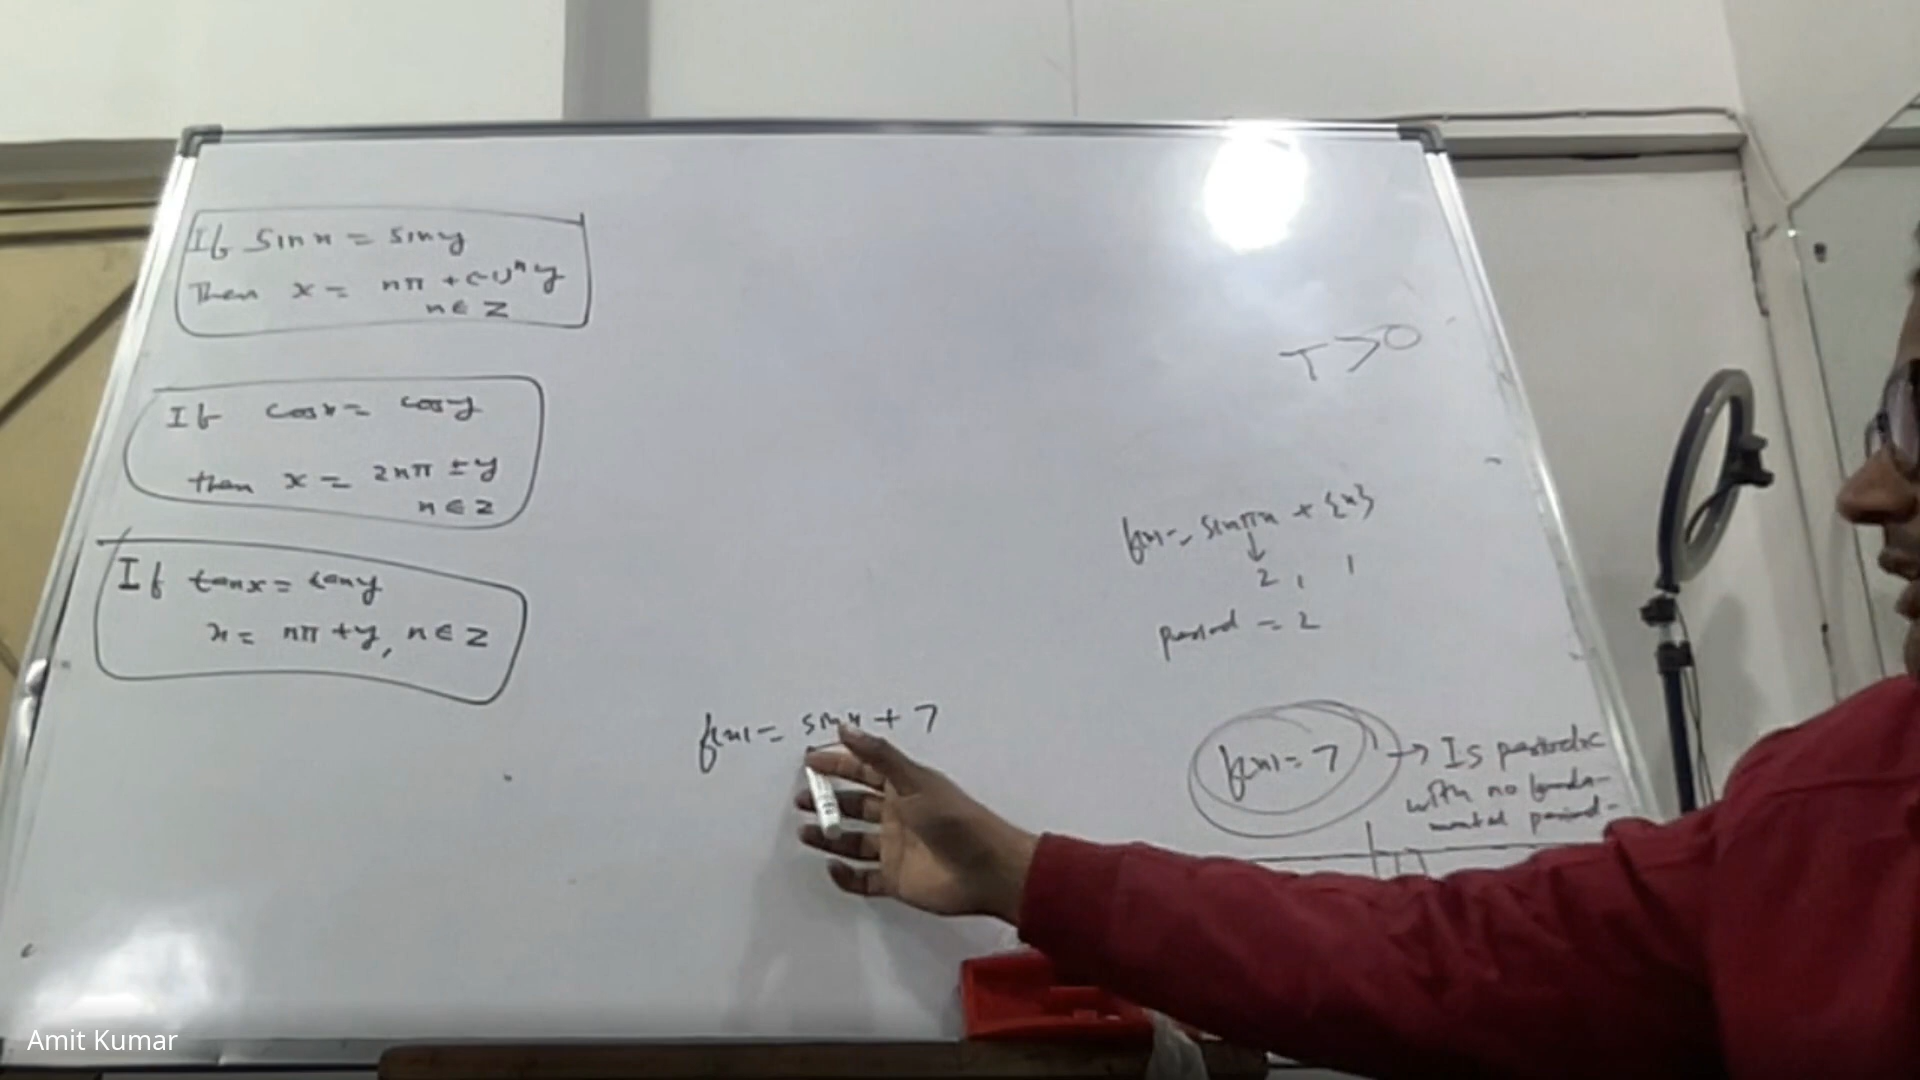 If sin x = sin y
Then x = nπ + (-1)ⁿ y
n ∈ Z
If cos x = cos y
then x = 2nπ ± y
n ∈ Z
If tan x = tan y
x = nπ + y, n ∈ Z
T > 0
f(x) = sin πx + {x}
2, 1
period = 2
f(x) = sin x + 7
f(x) = 7 → Is periodic
with no funda-
mental period-
Amit Kumar